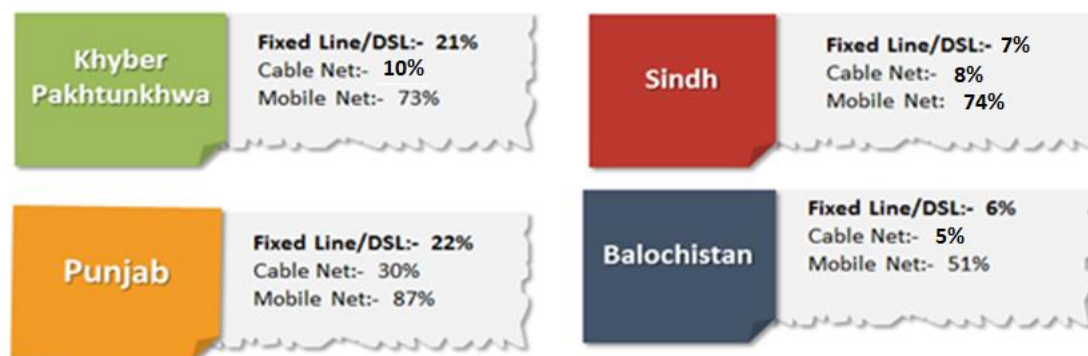 Khyber
Pakhtunkhwa
Fixed Line/DSL:- 21%
Cable Net:- 10%
Mobile Net:- 73%
Sindh
Fixed Line/DSL:- 7%
Cable Net:- 8%
Mobile Net: 74%
Punjab
Fixed Line/DSL:- 22%
Cable Net:- 30%
Mobile Net:- 87%
Balochistan
Fixed Line/DSL:- 6%
Cable Net:- 5%
Mobile Net:- 51%